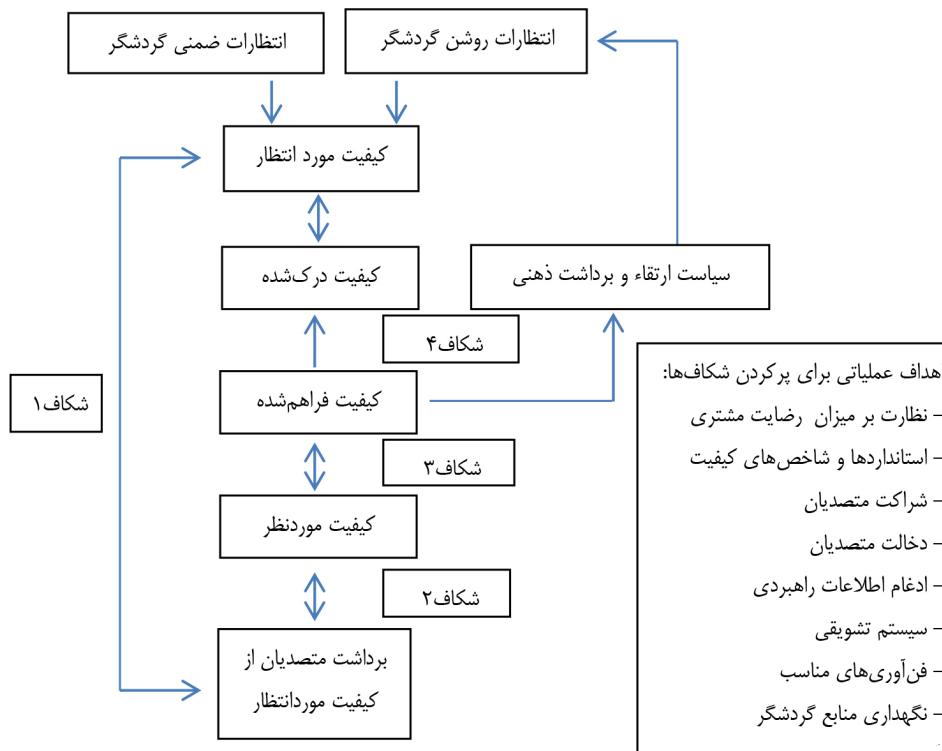 انتظارات روشن گردشگر
انتظارات ضمنی گردشگر
کیفیت مورد انتظار
کیفیت درک‌شده
سیاست ارتقاء و برداشت ذهنی
شکاف۴
شکاف۱
کیفیت فراهم‌شده
شکاف۳
کیفیت موردنظر
شکاف۲
برداشت متصدیان از
کیفیت موردانتظار
هداف عملیاتی برای پرکردن شکاف‌ها:
– نظارت بر میزان رضایت مشتری
– استانداردها و شاخص‌های کیفیت
– شراکت متصدیان
– دخالت متصدیان
– ادغام اطلاعات راهبردی
– سیستم تشویقی
– فن‌آوری‌های مناسب
– نگهداری منابع گردشگر